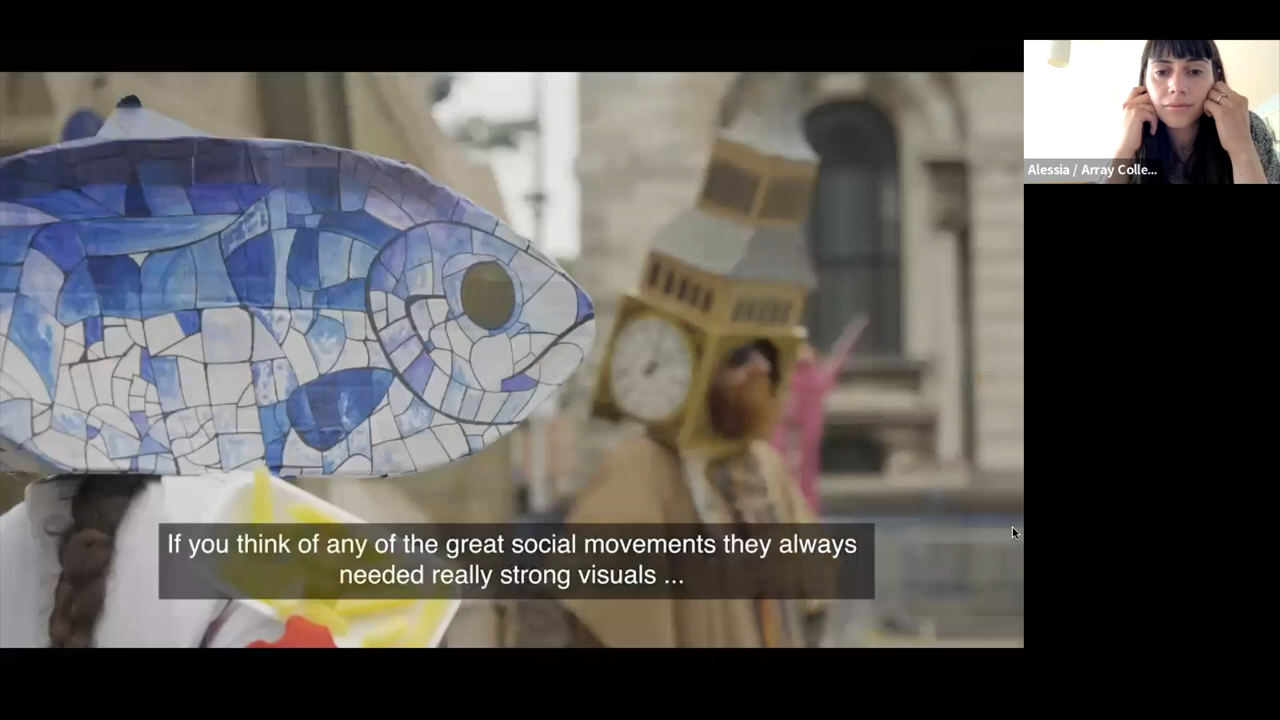 Alessia / Array Colle...
If you think of any of the great social movements they always
needed really strong visuals ...